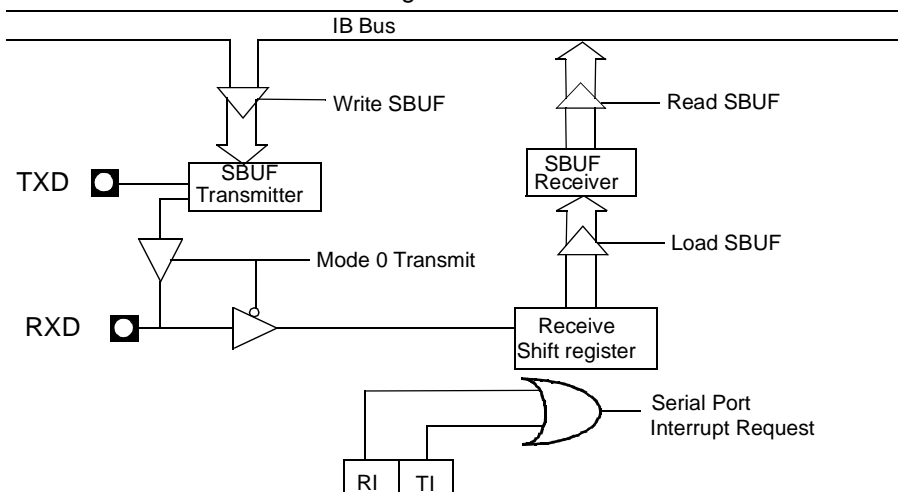 IB Bus
Write SBUF
Read SBUF
TXD
SBUF
Transmitter
SBUF
Receiver
Load SBUF
Mode 0 Transmit
RXD
Receive
Shift register
Serial Port
Interrupt Request
RI
TI